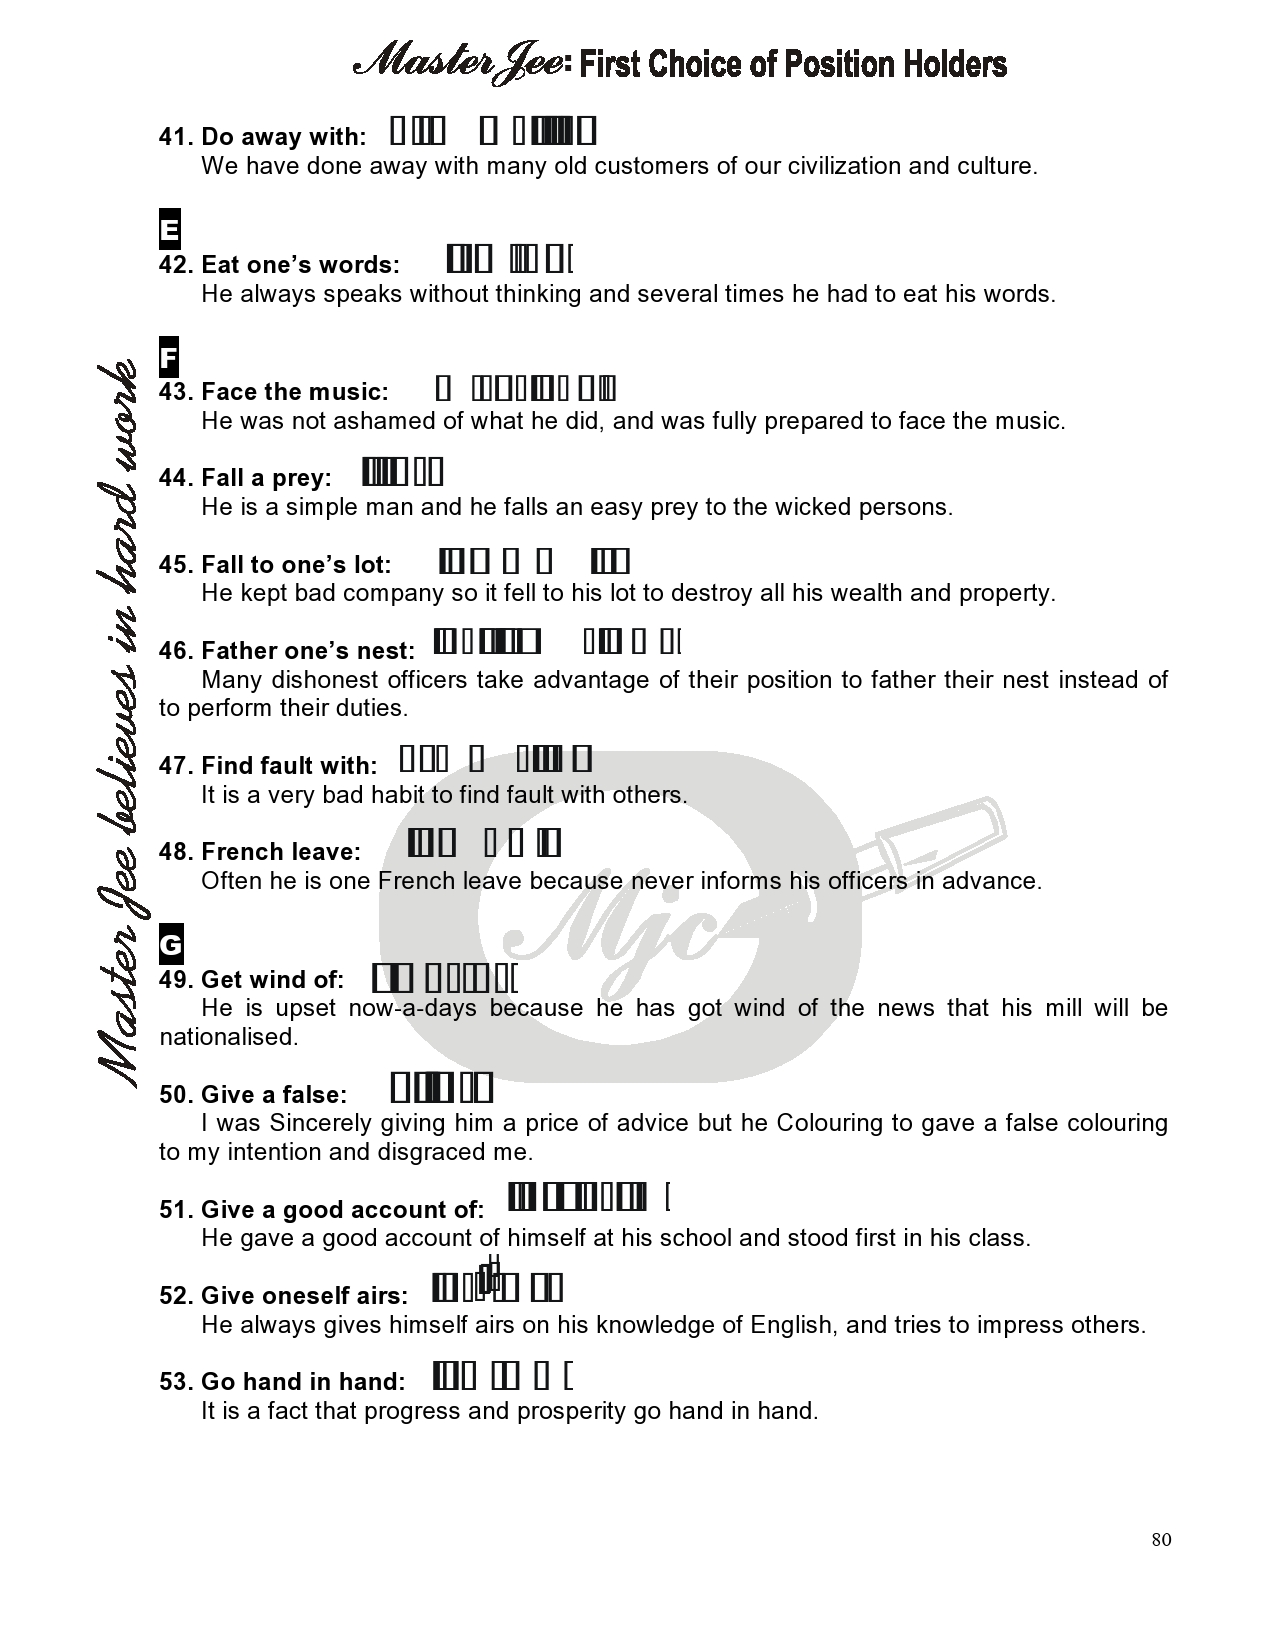 Master Jee: First Choice of Position Holders
41. Do away with:
We have done away with many old customers of our civilization and culture.
E
42. Eat one’s words:
He always speaks without thinking and several times he had to eat his words.
F
43. Face the music:
He was not ashamed of what he did, and was fully prepared to face the music.
44. Fall a prey:
He is a simple man and he falls an easy prey to the wicked persons.
45. Fall to one’s lot:
He kept bad company so it fell to his lot to destroy all his wealth and property.
46. Father one’s nest:
Many dishonest officers take advantage of their position to father their nest instead of
to perform their duties.
47. Find fault with:
It is a very bad habit to find fault with others.
48. French leave:
Often he is one French leave because never informs his officers in advance.
G
49. Get wind of:
He is upset now-a-days because he has got wind of the news that his mill will be
nationalised.
50. Give a false:
I was Sincerely giving him a price of advice but he Colouring to gave a false colouring
to my intention and disgraced me.
51. Give a good account of:
He gave a good account of himself at his school and stood first in his class.
52. Give oneself airs:
He always gives himself airs on his knowledge of English, and tries to impress others.
53. Go hand in hand:
It is a fact that progress and prosperity go hand in hand.
Master Jee believes in hard work
Mjc
80